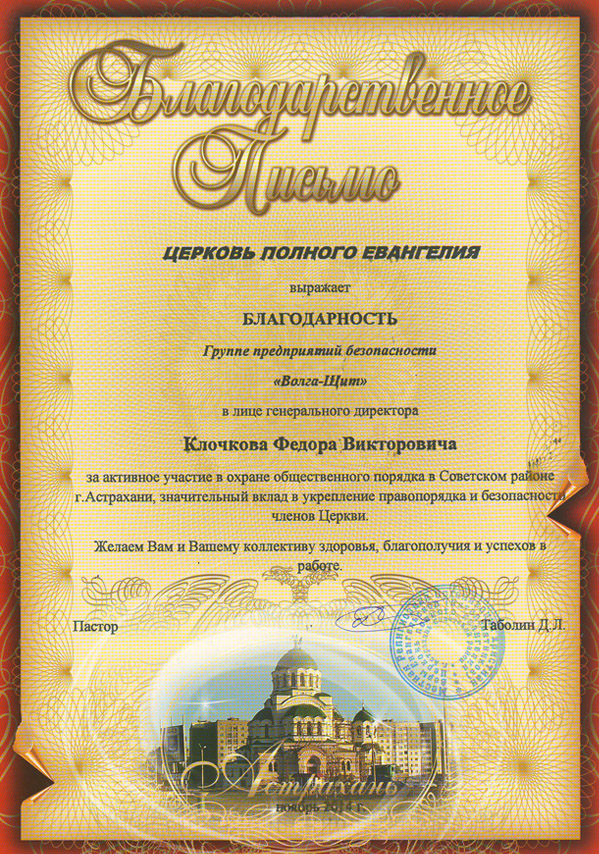 Благодарственное
Письмо
ЦЕРКОВЬ ПОЛНОГО ЕВАНГЕЛИЯ
выражает
БЛАГОДАРНОСТЬ
Группе предприятий безопасности
«Волга-Щит»
в лице генерального директора
Клочкова Федора Викторовича
за активное участие в охране общественного порядка в Советском районе
г.Астрахани, значительный вклад в укрепление правопорядка и безопасности
членов Церкви.
Желаем Вам и Вашему коллективу здоровья, благополучия и успехов в
работе.
Пастор Таболин Д.Л.
Астрахань
ноябрь 2014 г.